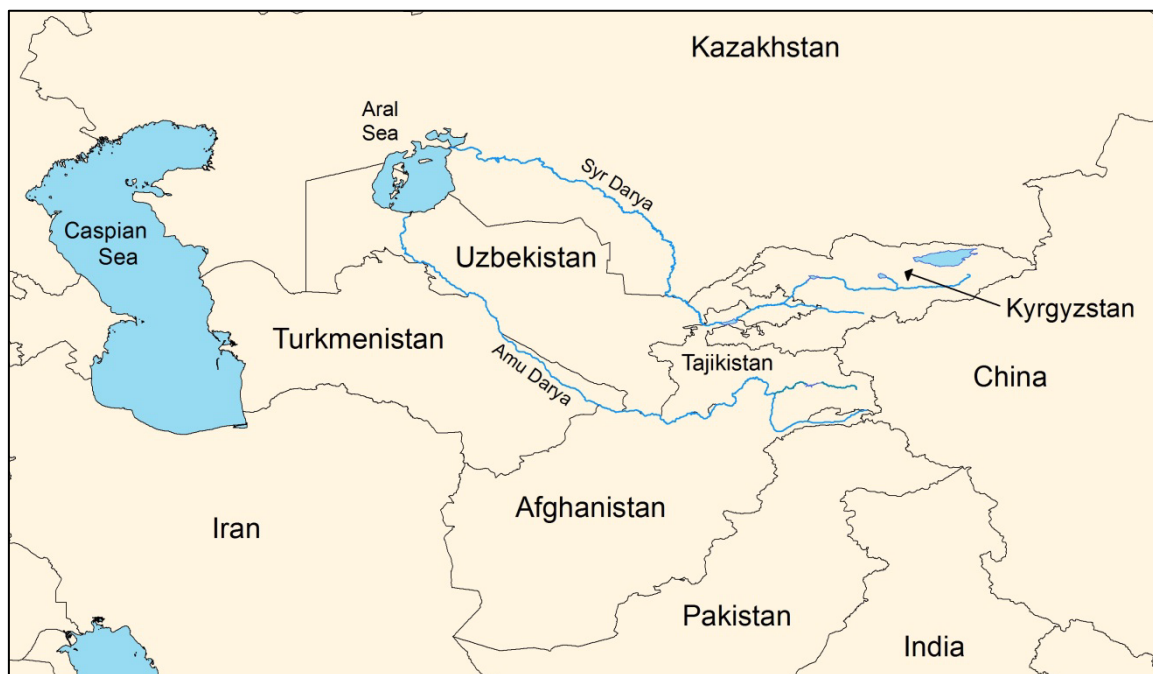 Kazakhstan
Aral
Sea
Syr Darya
Caspian
Sea
Uzbekistan
Kyrgyzstan
Turkmenistan
Tajikistan
Amu Darya
China
Afghanistan
Iran
Pakistan
India